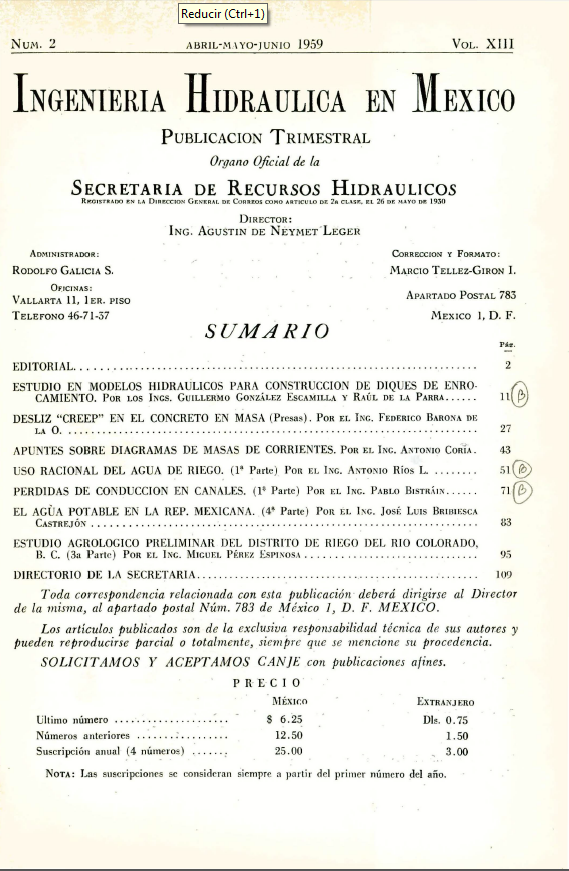 Reducir (Ctrl+1)
NUM. 2 ABRIL-MAYO-JUNIO 1959 VOL. XIII
INGENIERIA HIDRAULICA EN MEXICO
PUBLICACION TRIMESTRAL
Organo Oficial de la
SECRETARIA DE RECURSOS HIDRAULICOS
REGISTRADO EN LA DIRECCION GENERAL DE CORREOS COMO ARTICULO DE 2a CLASE, EL 26 DE MAYO DE 1930
DIRECTOR:
ING. AGUSTIN DE NEYMET LEGER
ADMINISTRADOR: CORRECCION Y FORMATO:
RODOLFO GALICIA S. MARCIO TELLEZ-GIRON I.
OFICINAS:
VALLARTA 11, 1ER. PISO APARTADO POSTAL 783
TELEFONO 46-71-37 MEXICO 1, D. F.
SUMARIO
PÁG.
EDITORIAL. 2
ESTUDIO EN MODELOS HIDRAULICOS PARA CONSTRUCCION DE DIQUES DE ENRO-
CAMIENTO. POR LOS INGS. GUILLERMO GONZÁLEZ ESCAMILLA Y RAÚL DE LA PARRA...... 11 B
DESLIZ "CREEP" EN EL CONCRETO EN MASA (Presas). POR EL ING. FEDERICO BARONA DE
LA O. 27
APUNTES SOBRE DIAGRAMAS DE MASAS DE CORRIENTES. POR EL ING. ANTONIO CORIA. 43
USO RACIONAL DEL AGUA DE RIEGO. (1ª Parte) POR EL ING. ANTONIO RÍOS L. ........ 51 B
PERDIDAS DE CONDUCCION EN CANALES. (1ª Parte) POR EL ING. PABLO BISTRÁIN...... 71 B
EL AGUA POTABLE EN LA REP. MEXICANA. (4ª Parte) POR EL ING. JOSÉ LUIS BRIBIESCA
CASTREJÓN 83
ESTUDIO AGROLOGICO PRELIMINAR DEL DISTRITO DE RIEGO DEL RIO COLORADO,
B. C. (3a Parte) POR EL ING. MIGUEL PÉREZ ESPINOSA 95
DIRECTORIO DE LA SECRETARIA 109
Toda correspondencia relacionada con esta publicación deberá dirigirse al Director
de la misma, al apartado postal Núm. 783 de México 1, D. F. MEXICO.
Los artículos publicados son de la exclusiva responsabilidad técnica de sus autores y
pueden reproducirse parcial o totalmente, siempre que se mencione su procedencia.
SOLICITAMOS Y ACEPTAMOS CANJE con publicaciones afines.
PRECIO
MÉXICO EXTRANJERO
Ultimo número $ 6.25 Dls. 0.75
Números anteriores 12.50 1.50
Suscripción anual (4 números) ....... 25.00 3.00
NOTA: Las suscripciones se consideran siempre a partir del primer número del año.